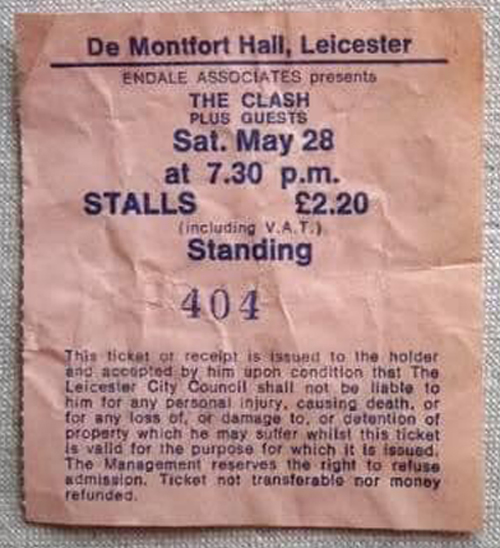 De Montfort Hall, Leicester
ENDALE ASSOCIATES presents
THE CLASH
PLUS GUESTS
Sat. May 28
at 7.30 p.m.
STALLS £2.20
(including V.A.T.)
Standing
404
This ticket or receipt is issued to the holder
and accepted by him upon condition that The
Leicester City Council shall not be liable to
him for any personal injury, causing death, or
for any loss of, or damage to, or detention of
property which he may suffer whilst this ticket
is valid for the purpose for which it is issued.
The Management reserves the right to refuse
admission. Ticket not transferable nor money
refunded.